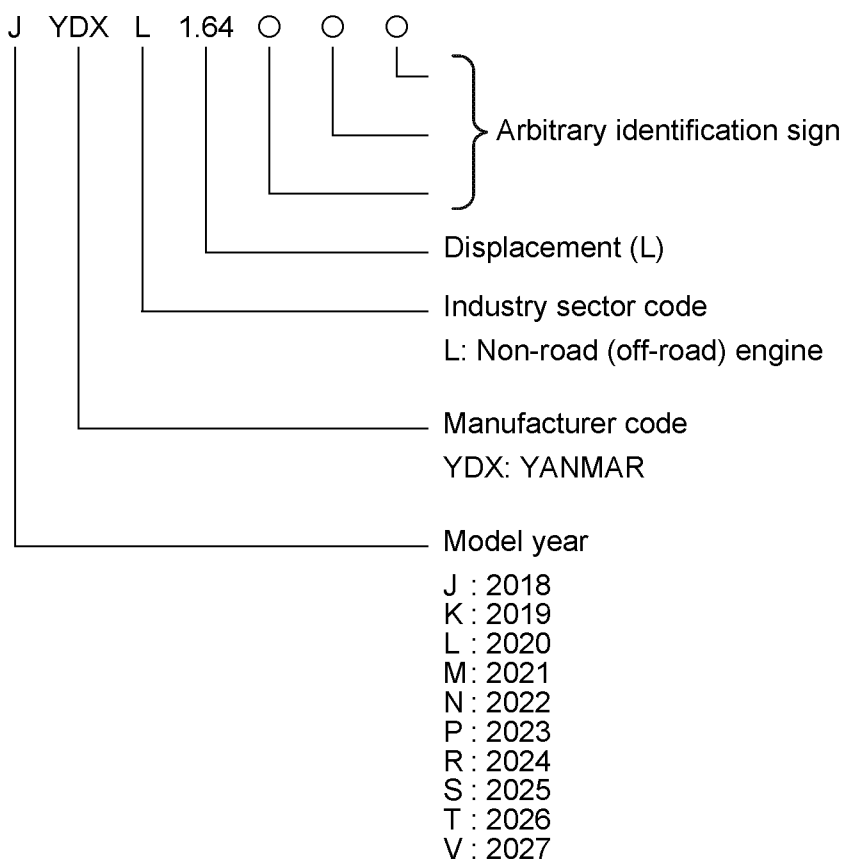 J YDX L 1.64 ○ ○ ○
Arbitrary identification sign
Displacement (L)
Industry sector code
L: Non-road (off-road) engine
Manufacturer code
YDX: YANMAR
Model year
J : 2018
K : 2019
L : 2020
M : 2021
N : 2022
P : 2023
R : 2024
S : 2025
T : 2026
V : 2027